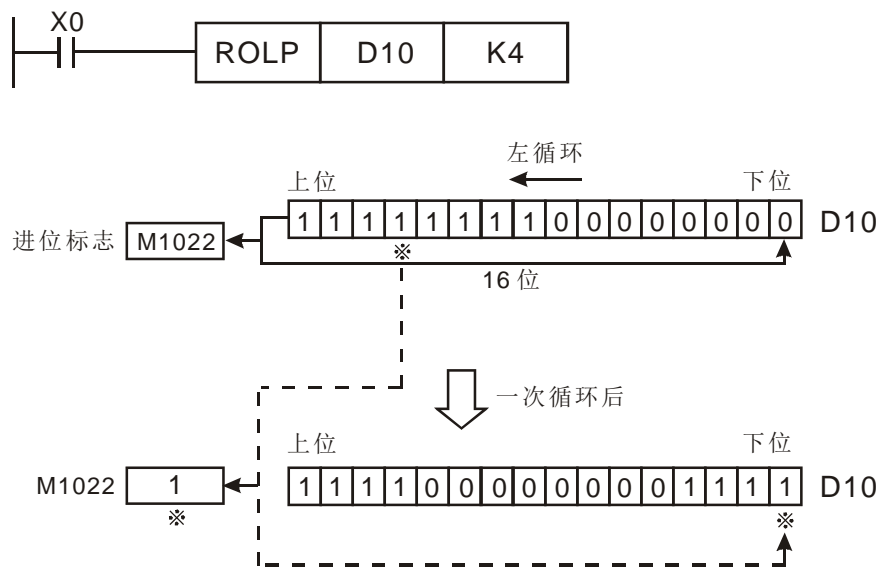 X0
ROLP D10 K4
左循环
上位 下位
进位标志 M1022 1 1 1 1 1 1 1 1 0 0 0 0 0 0 0 0 D10
※
16位
一次循环后
上位 下位
M1022 1 1 1 1 1 0 0 0 0 0 0 0 0 1 1 1 1 D10
※ ※